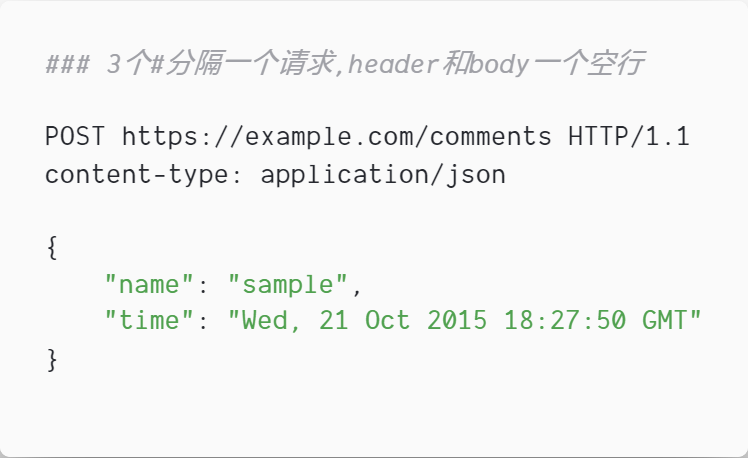 ### 3个#分隔一个请求,header和body一个空行
POST https://example.com/comments HTTP/1.1
content-type: application/json
{
    "name": "sample",
    "time": "Wed, 21 Oct 2015 18:27:50 GMT"
}